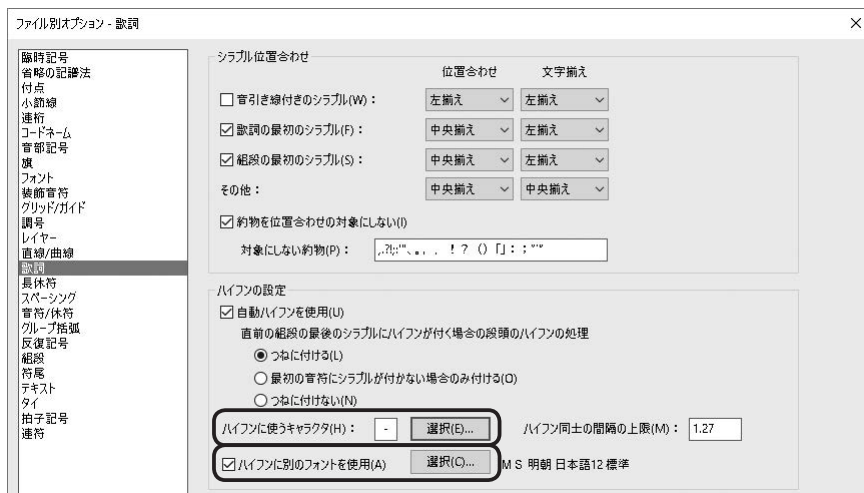 ファイル別オプション - 歌詞
臨時記号
省略の記譜法
付点
小節線
連桁
コードネーム
音部記号
旗
フォント
装飾音符
グリッド/ガイド
調号
レイヤー
直線/曲線
歌詞
長休符
スペーシング
音符/休符
グループ括弧
反復記号
組段
符尾
テキスト
タイ
拍子記号
連符
シラブル位置合わせ
位置合わせ 文字揃え
音引き線付きのシラブル(W)： 左揃え 左揃え
歌詞の最初のシラブル(F)： 中央揃え 左揃え
組段の最初のシラブル(S)： 中央揃え 左揃え
その他： 中央揃え 中央揃え
約物を位置合わせの対象にしない(I)
対象にしない約物(P)：
ハイフンの設定
自動ハイフンを使用(U)
直前の組段の最後のシラブルにハイフンが付く場合の段頭のハイフンの処理
つねに付ける(L)
最初の音符にシラブルが付かない場合のみ付ける(O)
つねに付けない(N)
ハイフンに使うキャラクタ(H)： - 選択(E)... ハイフン同士の間隔の上限(M)： 1.27
ハイフンに別のフォントを使用(A) 選択(C)... ＭＳ 明朝 日本語12 標準